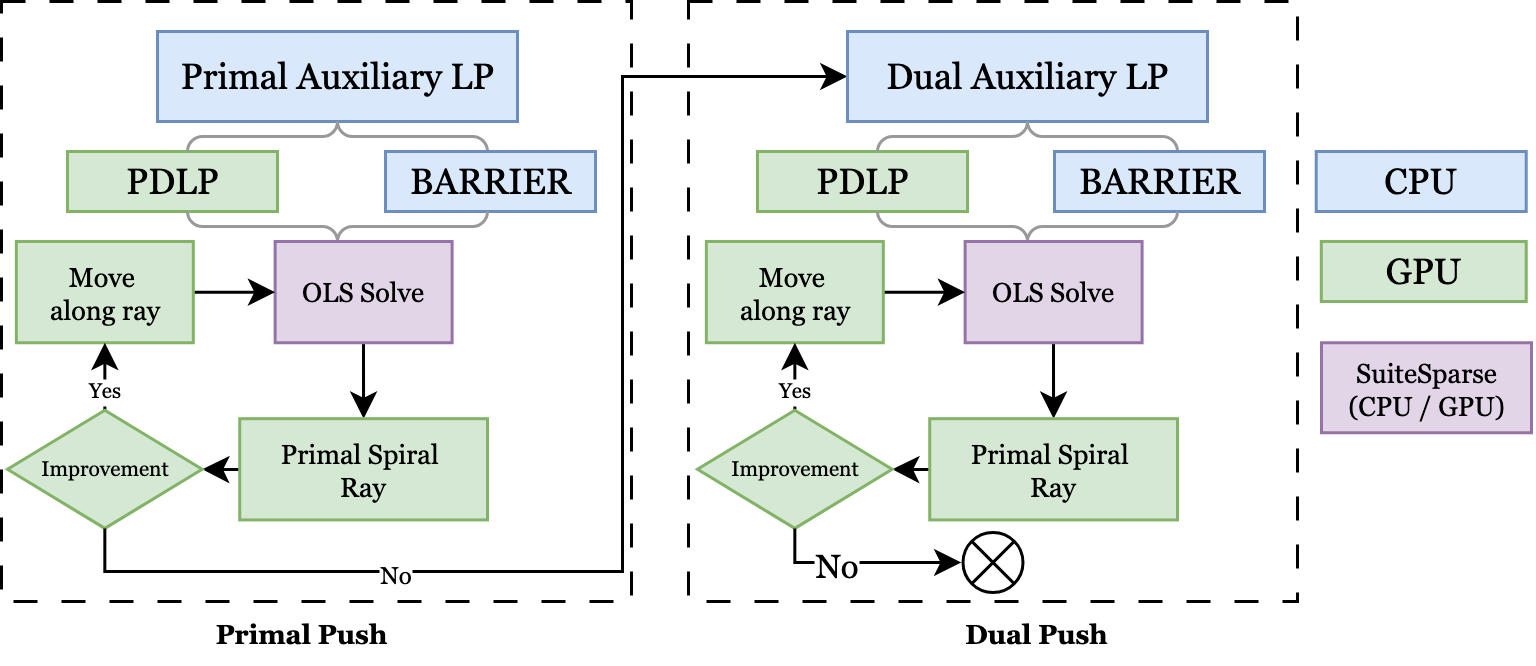 Primal Auxiliary LP
PDLP
BARRIER
Move
along ray
OLS Solve
Yes
Improvement
Primal Spiral
Ray
No
Primal Push
Dual Auxiliary LP
PDLP
BARRIER
Move
along ray
OLS Solve
Yes
Improvement
Primal Spiral
Ray
No
Dual Push
CPU
GPU
SuiteSparse
(CPU / GPU)